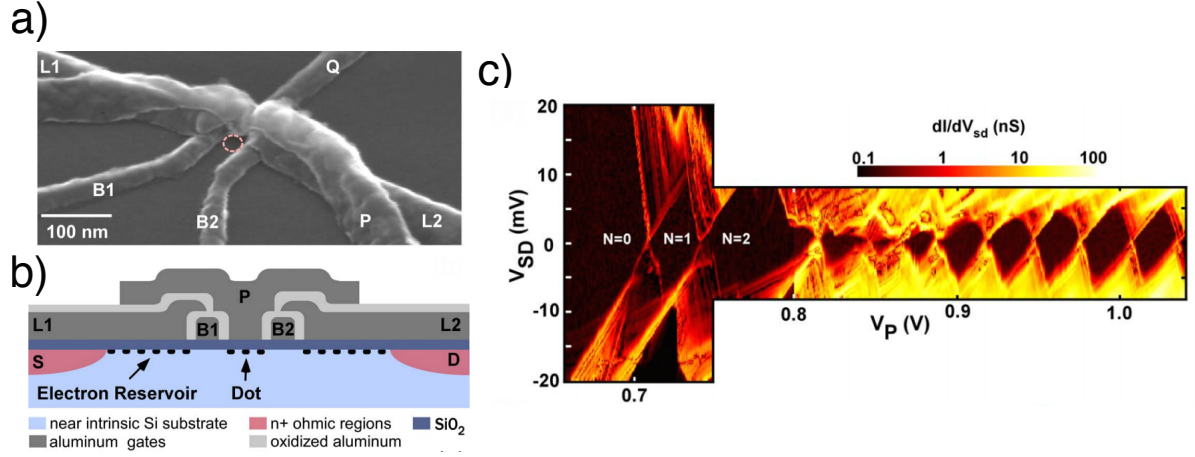 a)
L1
Q
B1
B2
P
L2
100 nm
b)
P
L1
B1
B2
L2
S
D
Electron Reservoir
Dot
near intrinsic Si substrate
n+ ohmic regions
SiO2
aluminum gates
oxidized aluminum
c)
dI/dVsd (nS)
0.1
1
10
100
20
10
0
-10
-20
VSD (mV)
N=0
N=1
N=2
0.7
0.8
0.9
1.0
VP (V)